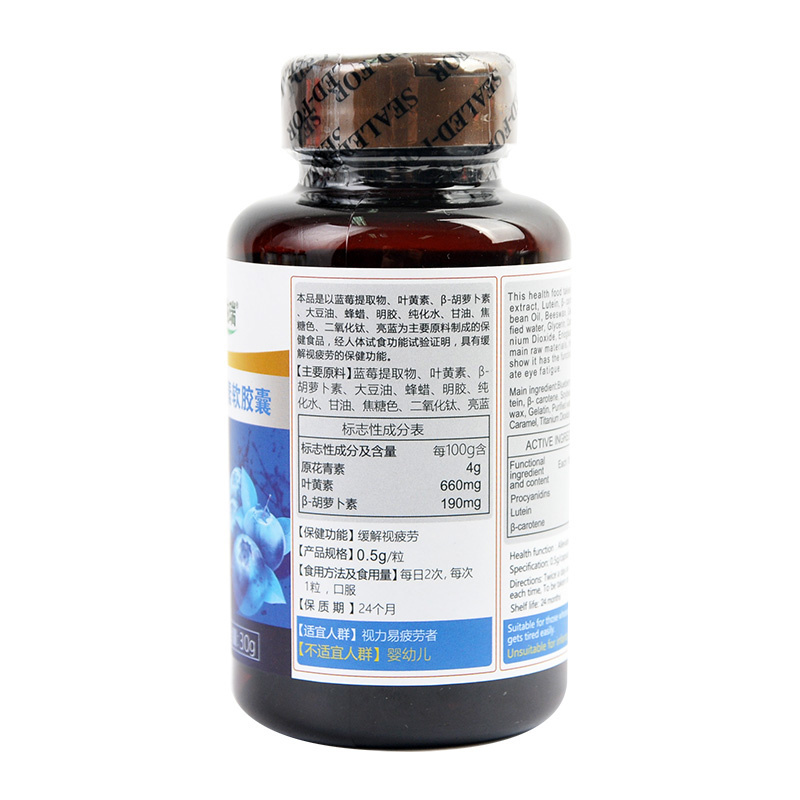 SEALED-FOR
SEALED-FOR
瑞®
软胶囊
30g
本品是以蓝莓提取物、叶黄素、β-胡萝卜素
、大豆油、蜂蜡、明胶、纯化水、甘油、焦
糖色、二氧化钛、亮蓝为主要原料制成的保
健食品，经人体试食功能试验证明，具有缓
解视疲劳的保健功能。
【主要原料】蓝莓提取物、叶黄素、β-
胡萝卜素、大豆油、蜂蜡、明胶、纯
化水、甘油、焦糖色、二氧化钛、亮蓝
标志性成分表
标志性成分及含量 每100g含
原花青素 4g
叶黄素 660mg
β-胡萝卜素 190mg
【保健功能】缓解视疲劳
【产品规格】0.5g/粒
【食用方法及食用量】每日2次，每次
1粒，口服
【保 质 期 】24个月
【适宜人群】视力易疲劳者
【不适宜人群】婴幼儿
This health food
extract, Lutein, β-
bean Oil, Beeswax,
fied water, Glycerin,
nium Dioxide,
main raw materials
show it has the func
ate eye fatigue
Main ingredient:
tein, β- carotene,
wax, Gelatin,
Caramel, Titanium
ACTIVE
Functional
ingredient
and content
Procyanidins
Lutein
β-carotene
Health function
Specification: 0.5g
Directions: Twice a
each time, To be
Shelf life: 24 months
Suitable for those
gets tired easily.
Unsuitable for